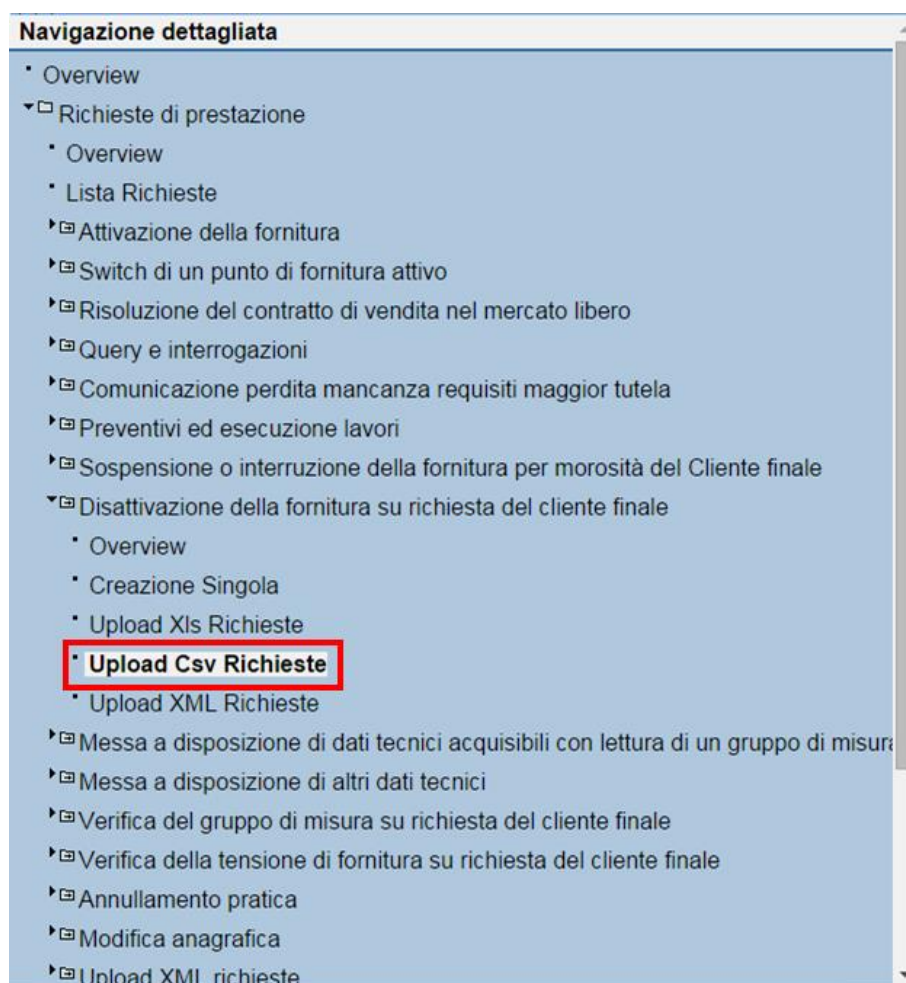 Navigazione dettagliata
Overview
Richieste di prestazione
Overview
Lista Richieste
Attivazione della fornitura
Switch di un punto di fornitura attivo
Risoluzione del contratto di vendita nel mercato libero
Query e interrogazioni
Comunicazione perdita mancanza requisiti maggior tutela
Preventivi ed esecuzione lavori
Sospensione o interruzione della fornitura per morosità del Cliente finale
Disattivazione della fornitura su richiesta del cliente finale
Overview
Creazione Singola
Upload Xls Richieste
Upload Csv Richieste
Upload XML Richieste
Messa a disposizione di dati tecnici acquisibili con lettura di un gruppo di misura
Messa a disposizione di altri dati tecnici
Verifica del gruppo di misura su richiesta del cliente finale
Verifica della tensione di fornitura su richiesta del cliente finale
Annullamento pratica
Modifica anagrafica
Upload XML richieste